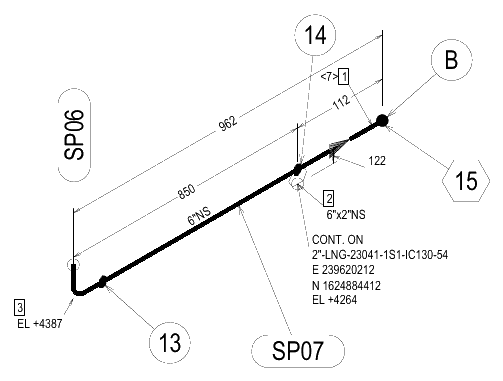 14
B
<7> 1
112
962
SP06
122
15
850
2
6"NS
6"x2"NS
CONT. ON
2"-LNG-23041-1S1-IC130-54
E 239620212
N 1624884412
EL +4264
3
EL +4387
13
SP07